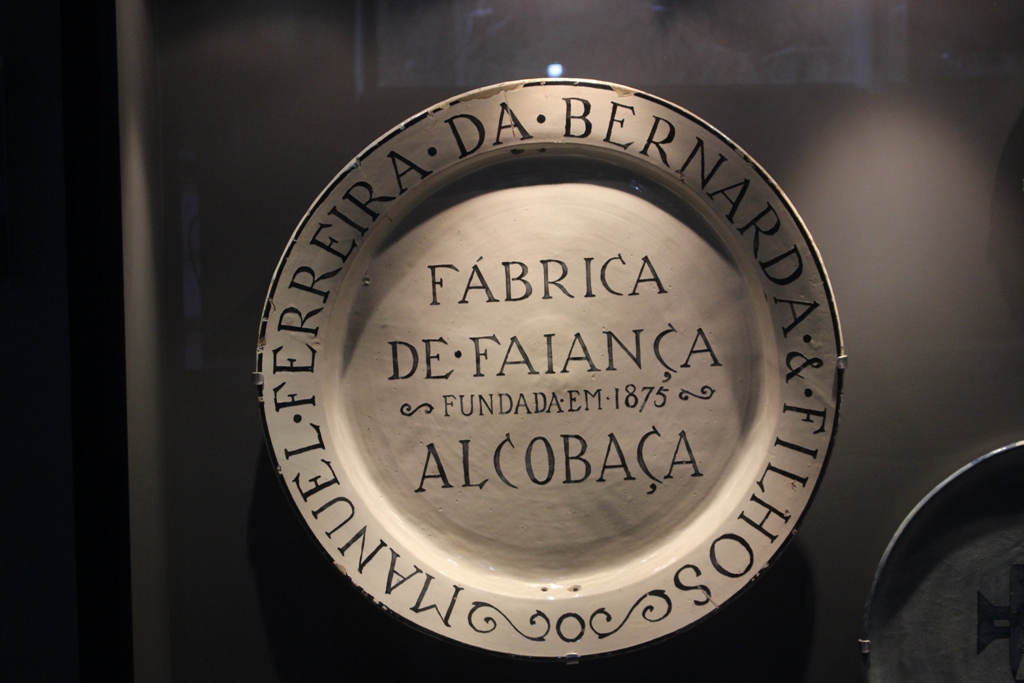 MANUEL·FERREIRA·DA·BERNARDA·&·FILHOS
FÁBRICA
DE·FAIANÇA
FUNDADA·EM·1875
ALCOBAÇA